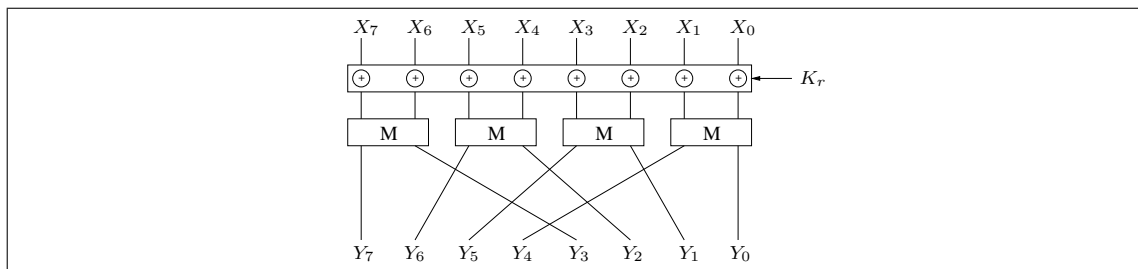 X₇ X₆ X₅ X₄ X₃ X₂ X₁ X₀
+ + + + + + + + Kᵣ
M M M M
Y₇ Y₆ Y₅ Y₄ Y₃ Y₂ Y₁ Y₀